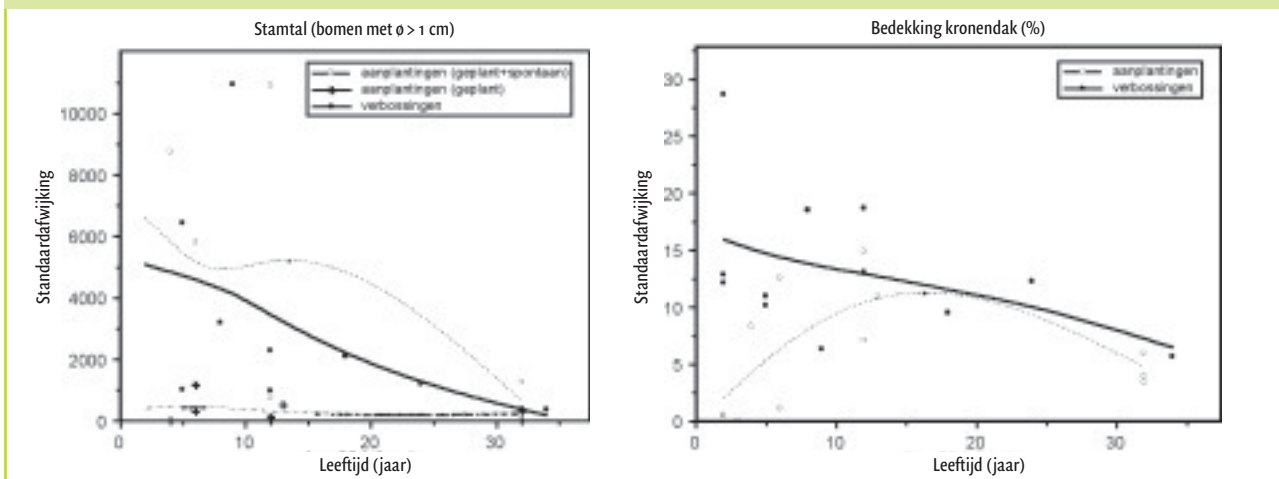 Stamtal (bomen met ø > 1 cm)
aanplantingen (geplant+spontaan)
aanplantingen (geplant)
verbossingen
Standaardafwijking
10000
8000
6000
4000
2000
0
0 10 20 30
Leeftijd (jaar)
Bedekking kronendak (%)
aanplantingen
verbossingen
Standaardafwijking
30
25
20
15
10
5
0
0 10 20 30
Leeftijd (jaar)